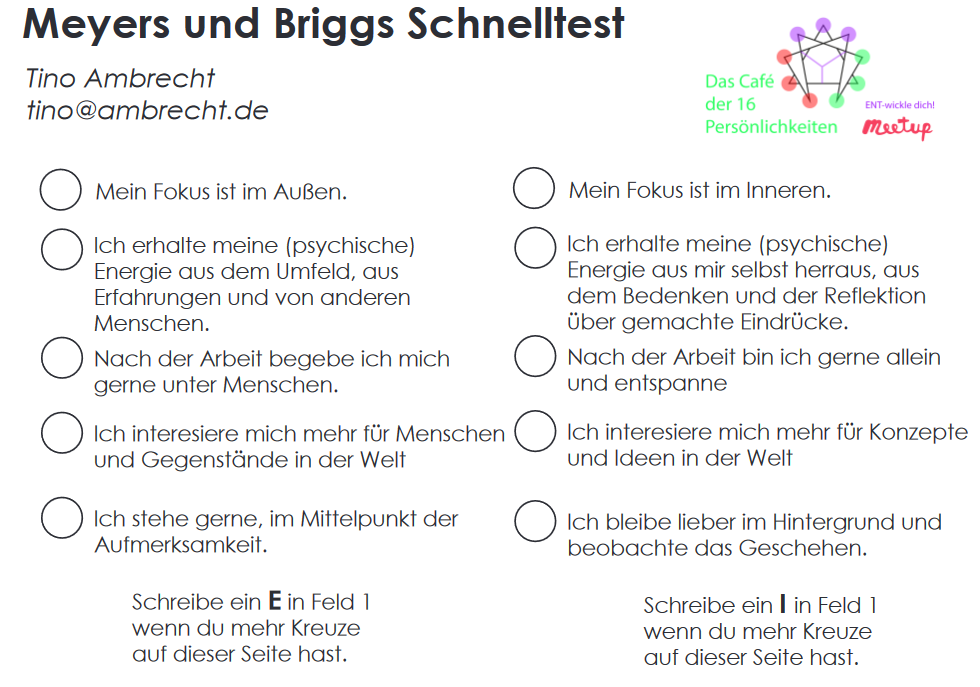 Meyers und Briggs Schnelltest
Tino Ambrecht
tino@ambrecht.de
Das Café
der 16
Persönlichkeiten
ENT-wickle dich!
meetup
Mein Fokus ist im Außen.
Ich erhalte meine (psychische)
Energie aus dem Umfeld, aus
Erfahrungen und von anderen
Menschen.
Nach der Arbeit begebe ich mich
gerne unter Menschen.
Ich interesiere mich mehr für Menschen
und Gegenstände in der Welt
Ich stehe gerne, im Mittelpunkt der
Aufmerksamkeit.
Schreibe ein E in Feld 1
wenn du mehr Kreuze
auf dieser Seite hast.
Mein Fokus ist im Inneren.
Ich erhalte meine (psychische)
Energie aus mir selbst herraus, aus
dem Bedenken und der Reflektion
über gemachte Eindrücke.
Nach der Arbeit bin ich gerne allein
und entspanne
Ich interesiere mich mehr für Konzepte
und Ideen in der Welt
Ich bleibe lieber im Hintergrund und
beobachte das Geschehen.
Schreibe ein I in Feld 1
wenn du mehr Kreuze
auf dieser Seite hast.